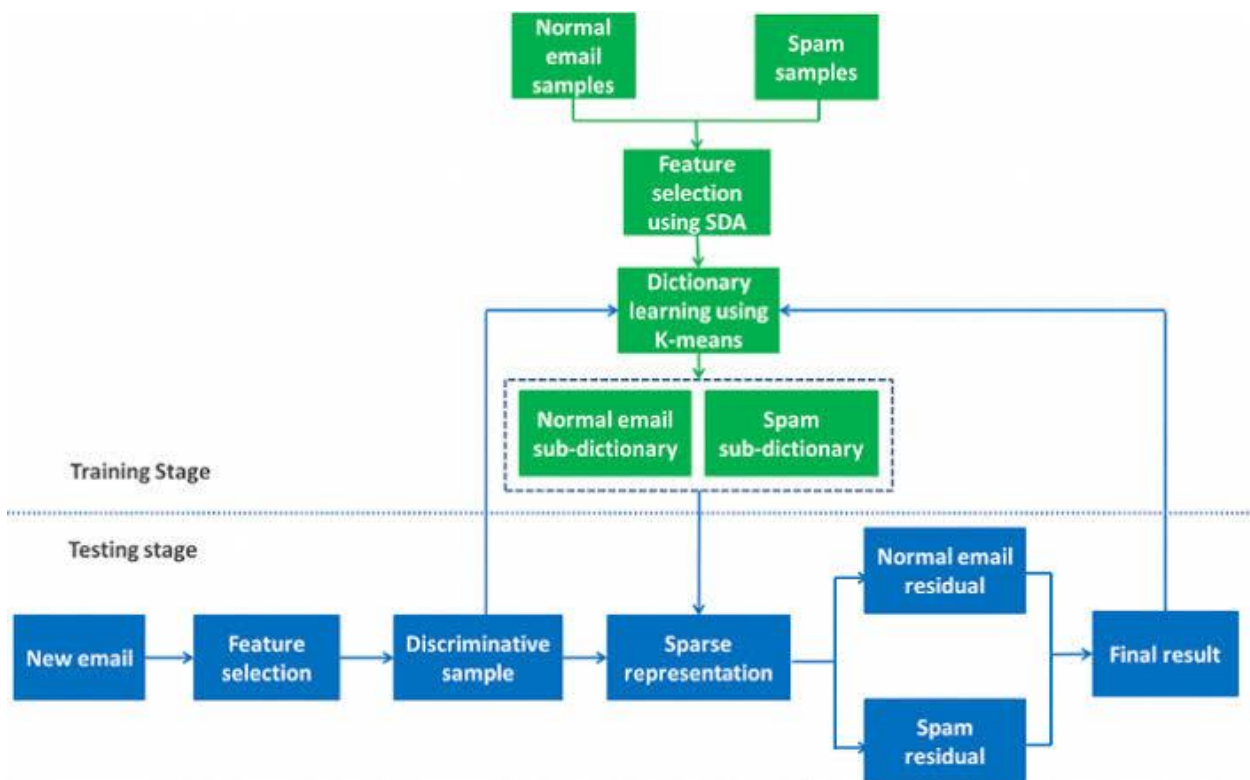 Normal
email
samples
Spam
samples
Feature
selection
using SDA
Dictionary
learning using
K-means
Normal email
sub-dictionary
Spam
sub-dictionary
Training Stage
Testing stage
New email
Feature
selection
Discriminative
sample
Sparse
representation
Normal email
residual
Spam
residual
Final result